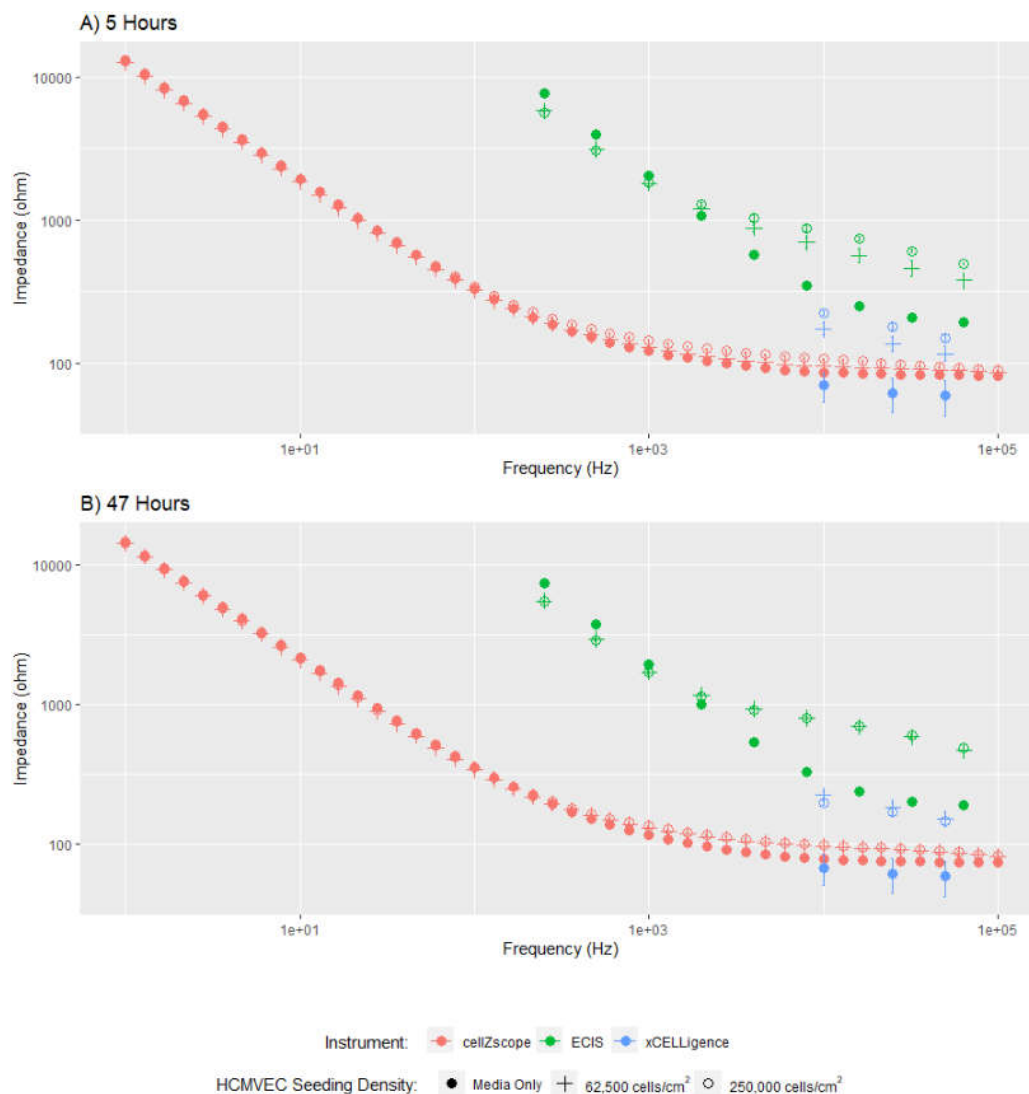 A) 5 Hours
10000
1000
100
Impedance (ohm)
1e+01
1e+03
1e+05
Frequency (Hz)
B) 47 Hours
10000
1000
100
Impedance (ohm)
1e+01
1e+03
1e+05
Frequency (Hz)
Instrument: cellZscope ECIS xCELLigence
HCMVEC Seeding Density: Media Only 62,500 cells/cm² 250,000 cells/cm²